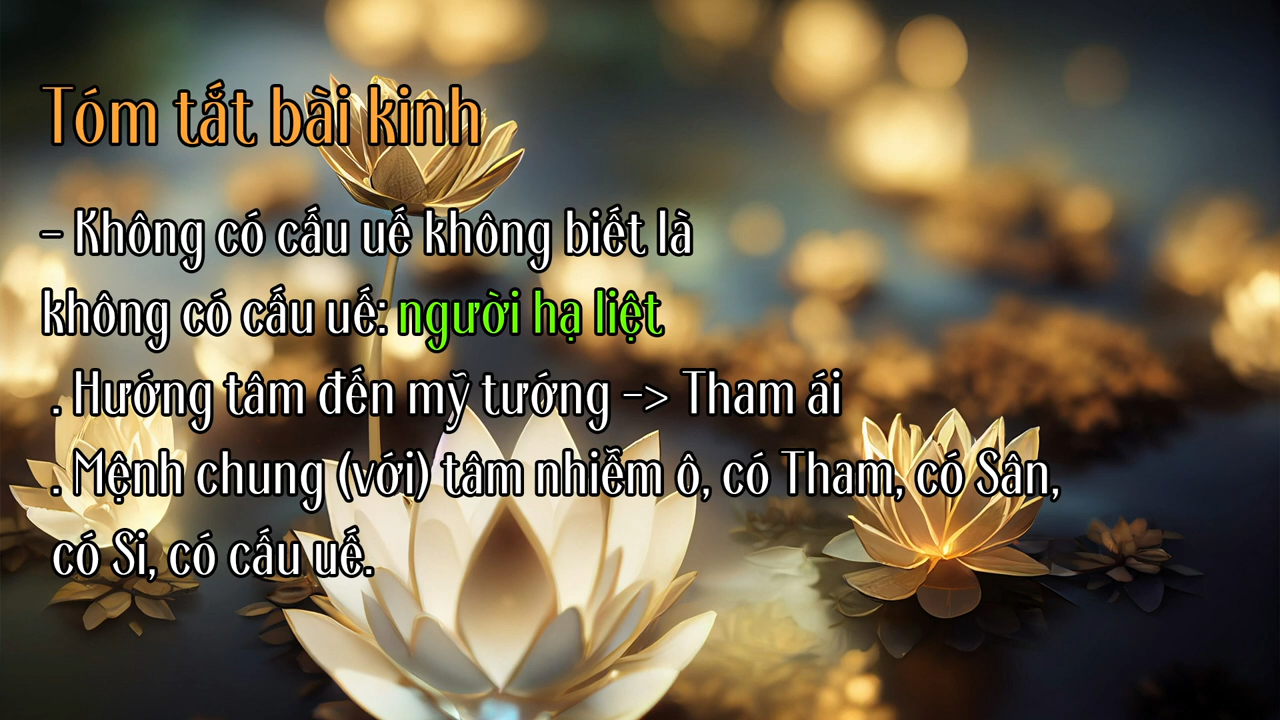 Tóm tắt bài kinh
- Không có cấu uế không biết là
không có cấu uế: người hạ liệt
. Hướng tâm đến mỹ tướng -> Tham ái
. Mệnh chung (với) tâm nhiễm ô, có Tham, có Sân,
có Si, có cấu uế.